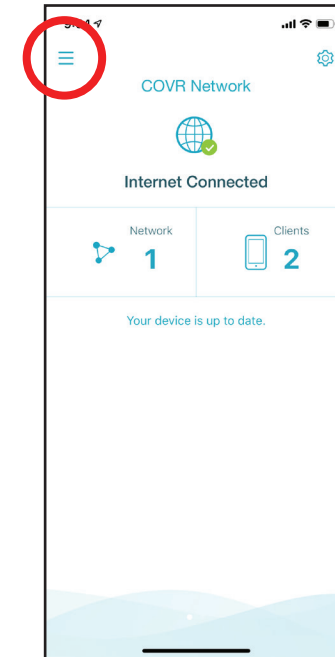 COVR Network
Internet Connected
Network
1
Clients
2
Your device is up to date.